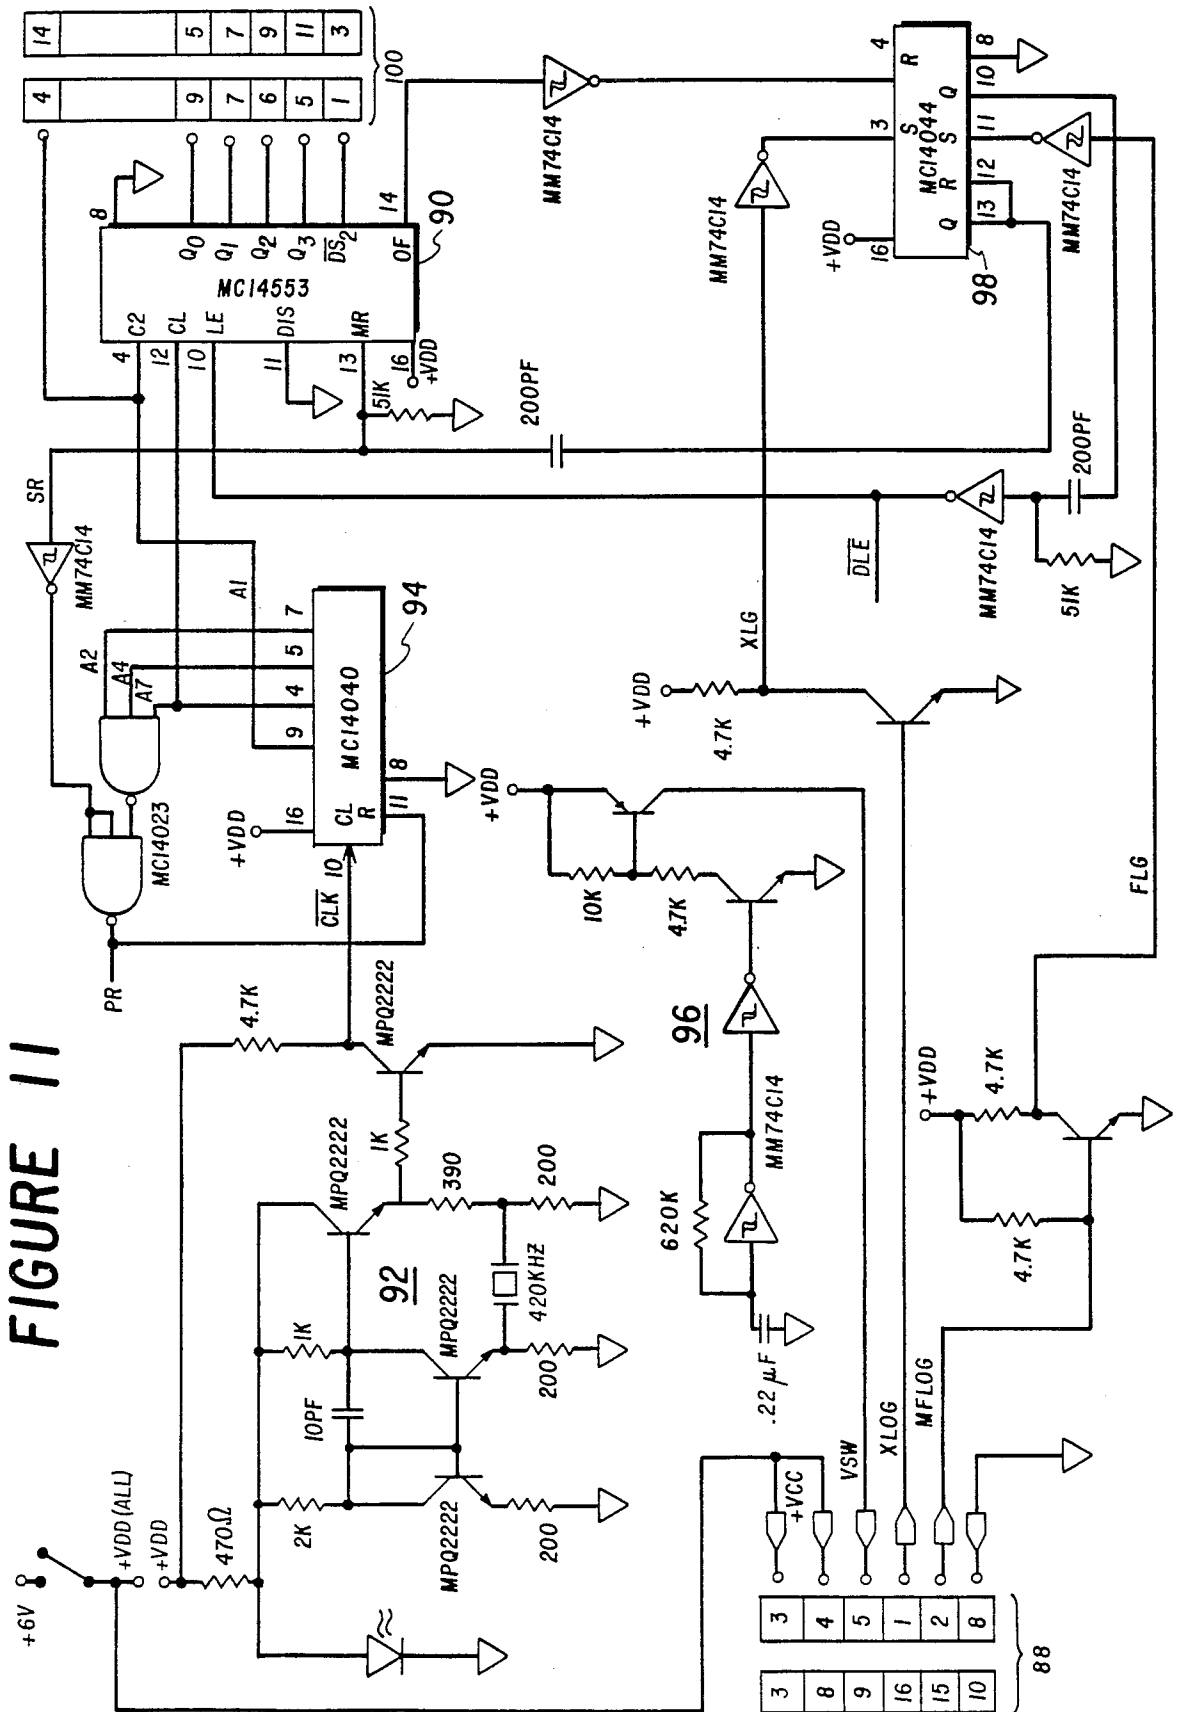 FIGURE 11
+6V
+VDD(ALL)
+VDD
470Ω
2K
10PF
1K
MPQ2222
MPQ2222
MPQ2222
92
200
200
420KHZ
390
200
1K
4.7K
MPQ2222
PR
CLK
10
MC14023
MM74C14
SR
A2
A4
A7
A1
+VDD
16
CL
R
MC14040
9
4
5
7
8
11
94
4
12
10
11
13
16
+VDD
C2
CL
LE
DIS
MR
MC14553
Q0
Q1
Q2
Q3
DS2
OF
8
14
90
51K
200PF
4
9
7
6
5
1
14
5
7
9
11
3
100
MM74C14
MM74C14
+VDD
16
3
4
S
R
MC14044
Q
R
S
Q
13
12
11
10
8
98
MM74C14
MM74C14
DLE
51K
200PF
XLG
+VDD
4.7K
+VDD
10K
4.7K
96
MM74C14
620K
.22 µF
+VDD
4.7K
4.7K
FLG
+VCC
VSW
XLOG
MFLOG
3
4
5
1
2
8
3
8
9
16
15
10
88